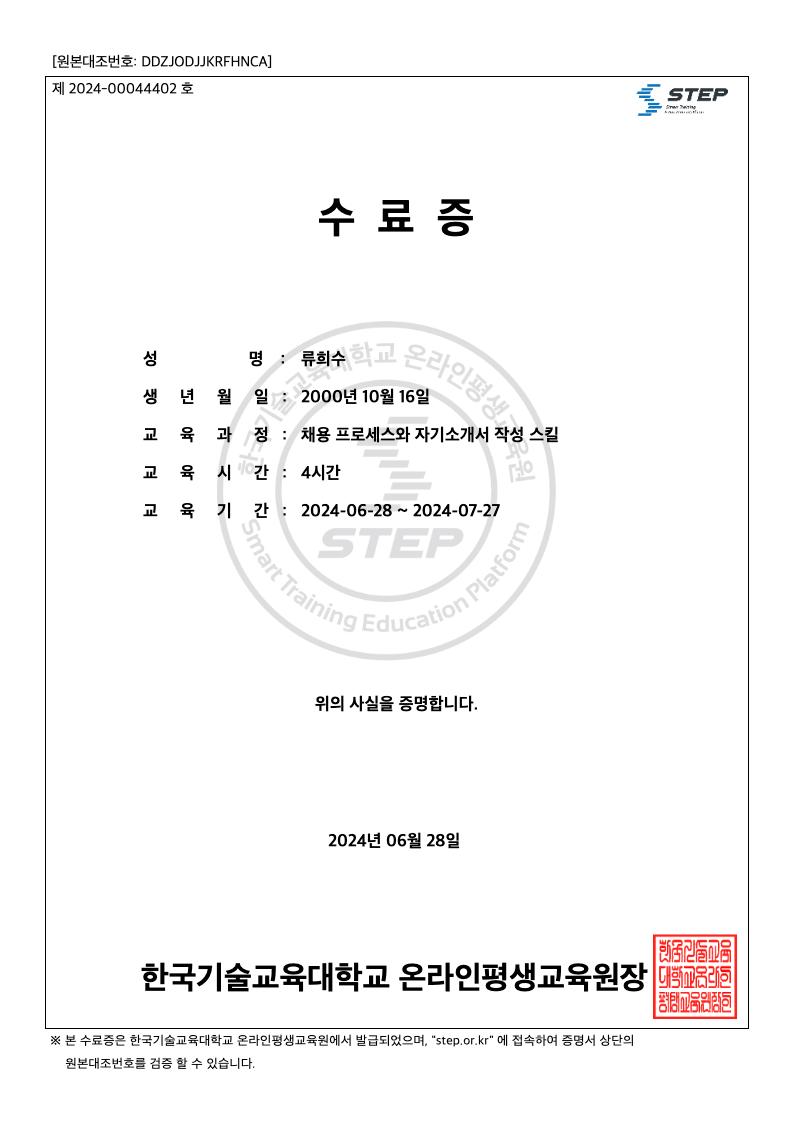 [원본대조번호: DDZJODJJKRFHNCA]
제 2024-00044402 호
STEP
Smart Training
수 료 증
성 명 : 류희수
생 년 월 일 : 2000년 10월 16일
교 육 과 정 : 채용 프로세스와 자기소개서 작성 스킬
교 육 시 간 : 4시간
교 육 기 간 : 2024-06-28 ~ 2024-07-27
한국기술교육대학교 온라인평생교육원
STEP
Smart Training Education Platform
위의 사실을 증명합니다.
2024년 06월 28일
한국기술교육대학교 온라인평생교육원장
※ 본 수료증은 한국기술교육대학교 온라인평생교육원에서 발급되었으며, "step.or.kr" 에 접속하여 증명서 상단의
원본대조번호를 검증 할 수 있습니다.